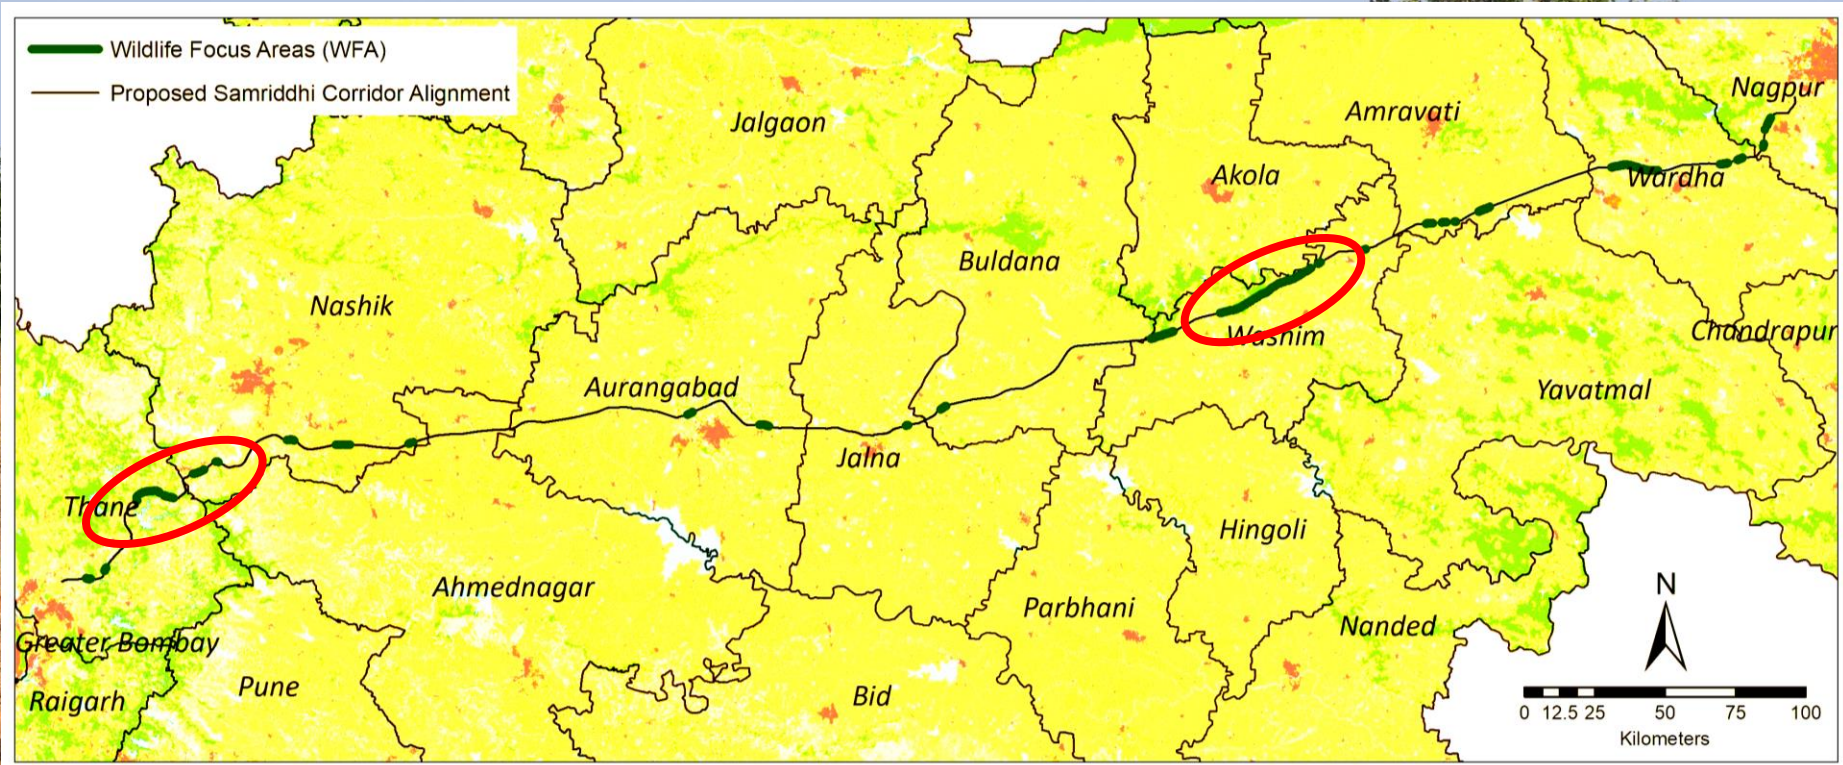 Wildlife Focus Areas (WFA)
Proposed Samriddhi Corridor Alignment
Nagpur
Jalgaon
Amravati
Akola
Wardha
Buldana
Nashik
Washim
Chandrapur
Aurangabad
Yavatmal
Jalna
Thane
Hingoli
Ahmednagar
Parbhani
N
Nanded
Greater Bombay
Pune
Bid
Raigarh
0 12.5 25 50 75 100
Kilometers